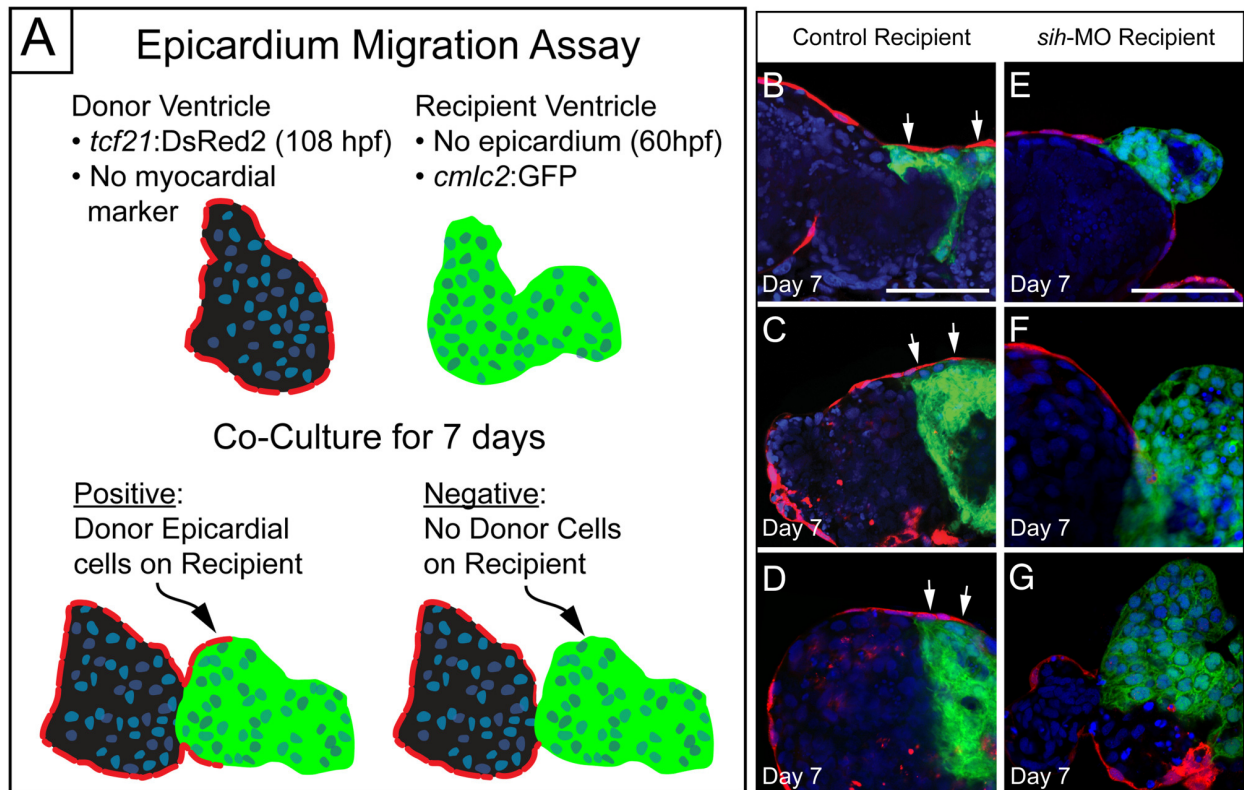 A
Epicardium Migration Assay
Donor Ventricle
• tcf21:DsRed2 (108 hpf)
• No myocardial
marker
Recipient Ventricle
• No epicardium (60hpf)
• cmlc2:GFP
Co-Culture for 7 days
Positive:
Donor Epicardial
cells on Recipient
Negative:
No Donor Cells
on Recipient
Control Recipient
sih-MO Recipient
B
Day 7
E
Day 7
C
Day 7
F
Day 7
D
Day 7
G
Day 7